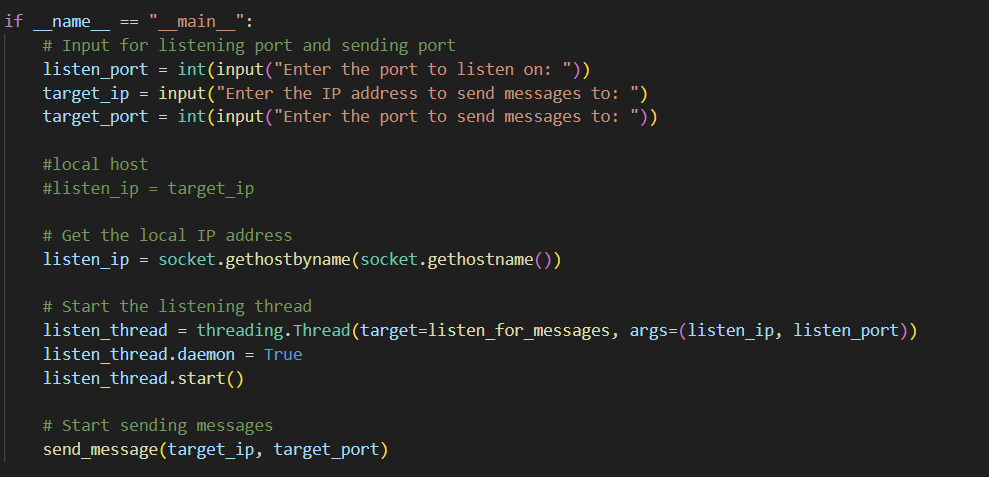 if __name__ == "__main__":
    # Input for listening port and sending port
    listen_port = int(input("Enter the port to listen on: "))
    target_ip = input("Enter the IP address to send messages to: ")
    target_port = int(input("Enter the port to send messages to: "))

    #local host
    #listen_ip = target_ip

    # Get the local IP address
    listen_ip = socket.gethostbyname(socket.gethostname())

    # Start the listening thread
    listen_thread = threading.Thread(target=listen_for_messages, args=(listen_ip, listen_port))
    listen_thread.daemon = True
    listen_thread.start()

    # Start sending messages
    send_message(target_ip, target_port)